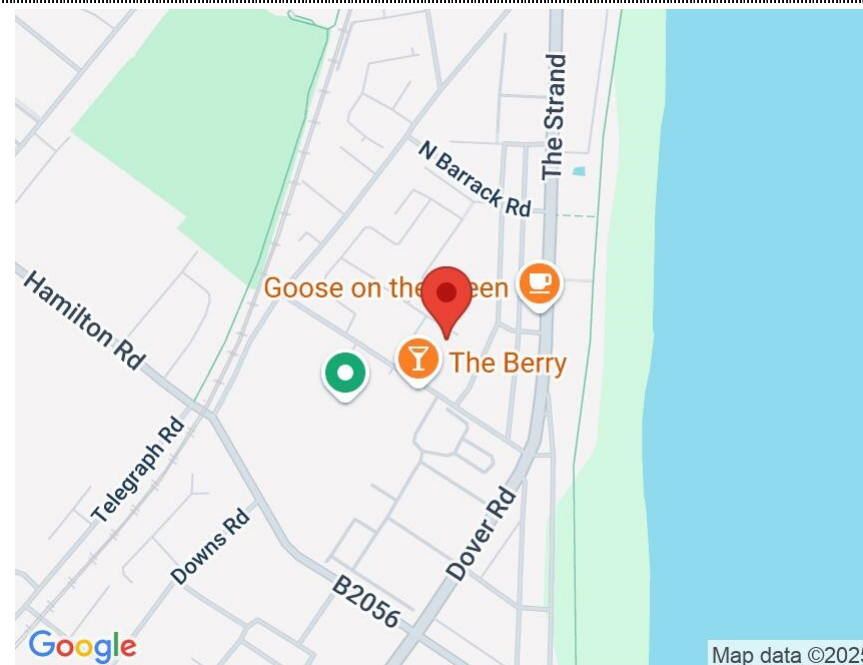 The Strand
N Barrack Rd
Goose on the een
Hamilton Rd
The Berry
Telegraph Rd
Downs Rd
Dover Rd
B2056
Google
Map data ©2025